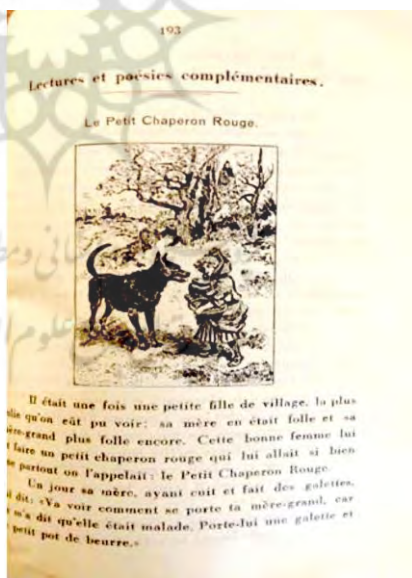 193
Lectures et poésies complémentaires.
Le Petit Chaperon Rouge.
Il était une fois une petite fille de village, la plus
qu'on eût pu voir; sa mère en était folle et sa
mère-grand plus folle encore. Cette bonne femme lui
faire un petit chaperon rouge qui lui allait si bien
partout on l'appelait: le Petit Chaperon Rouge.
Un jour sa mère, ayant cuit et fait des galettes,
dit: «Va voir comment se porte ta mère-grand, car
m'a dit qu'elle était malade. Porte-lui une galette et
petit pot de beurre.»